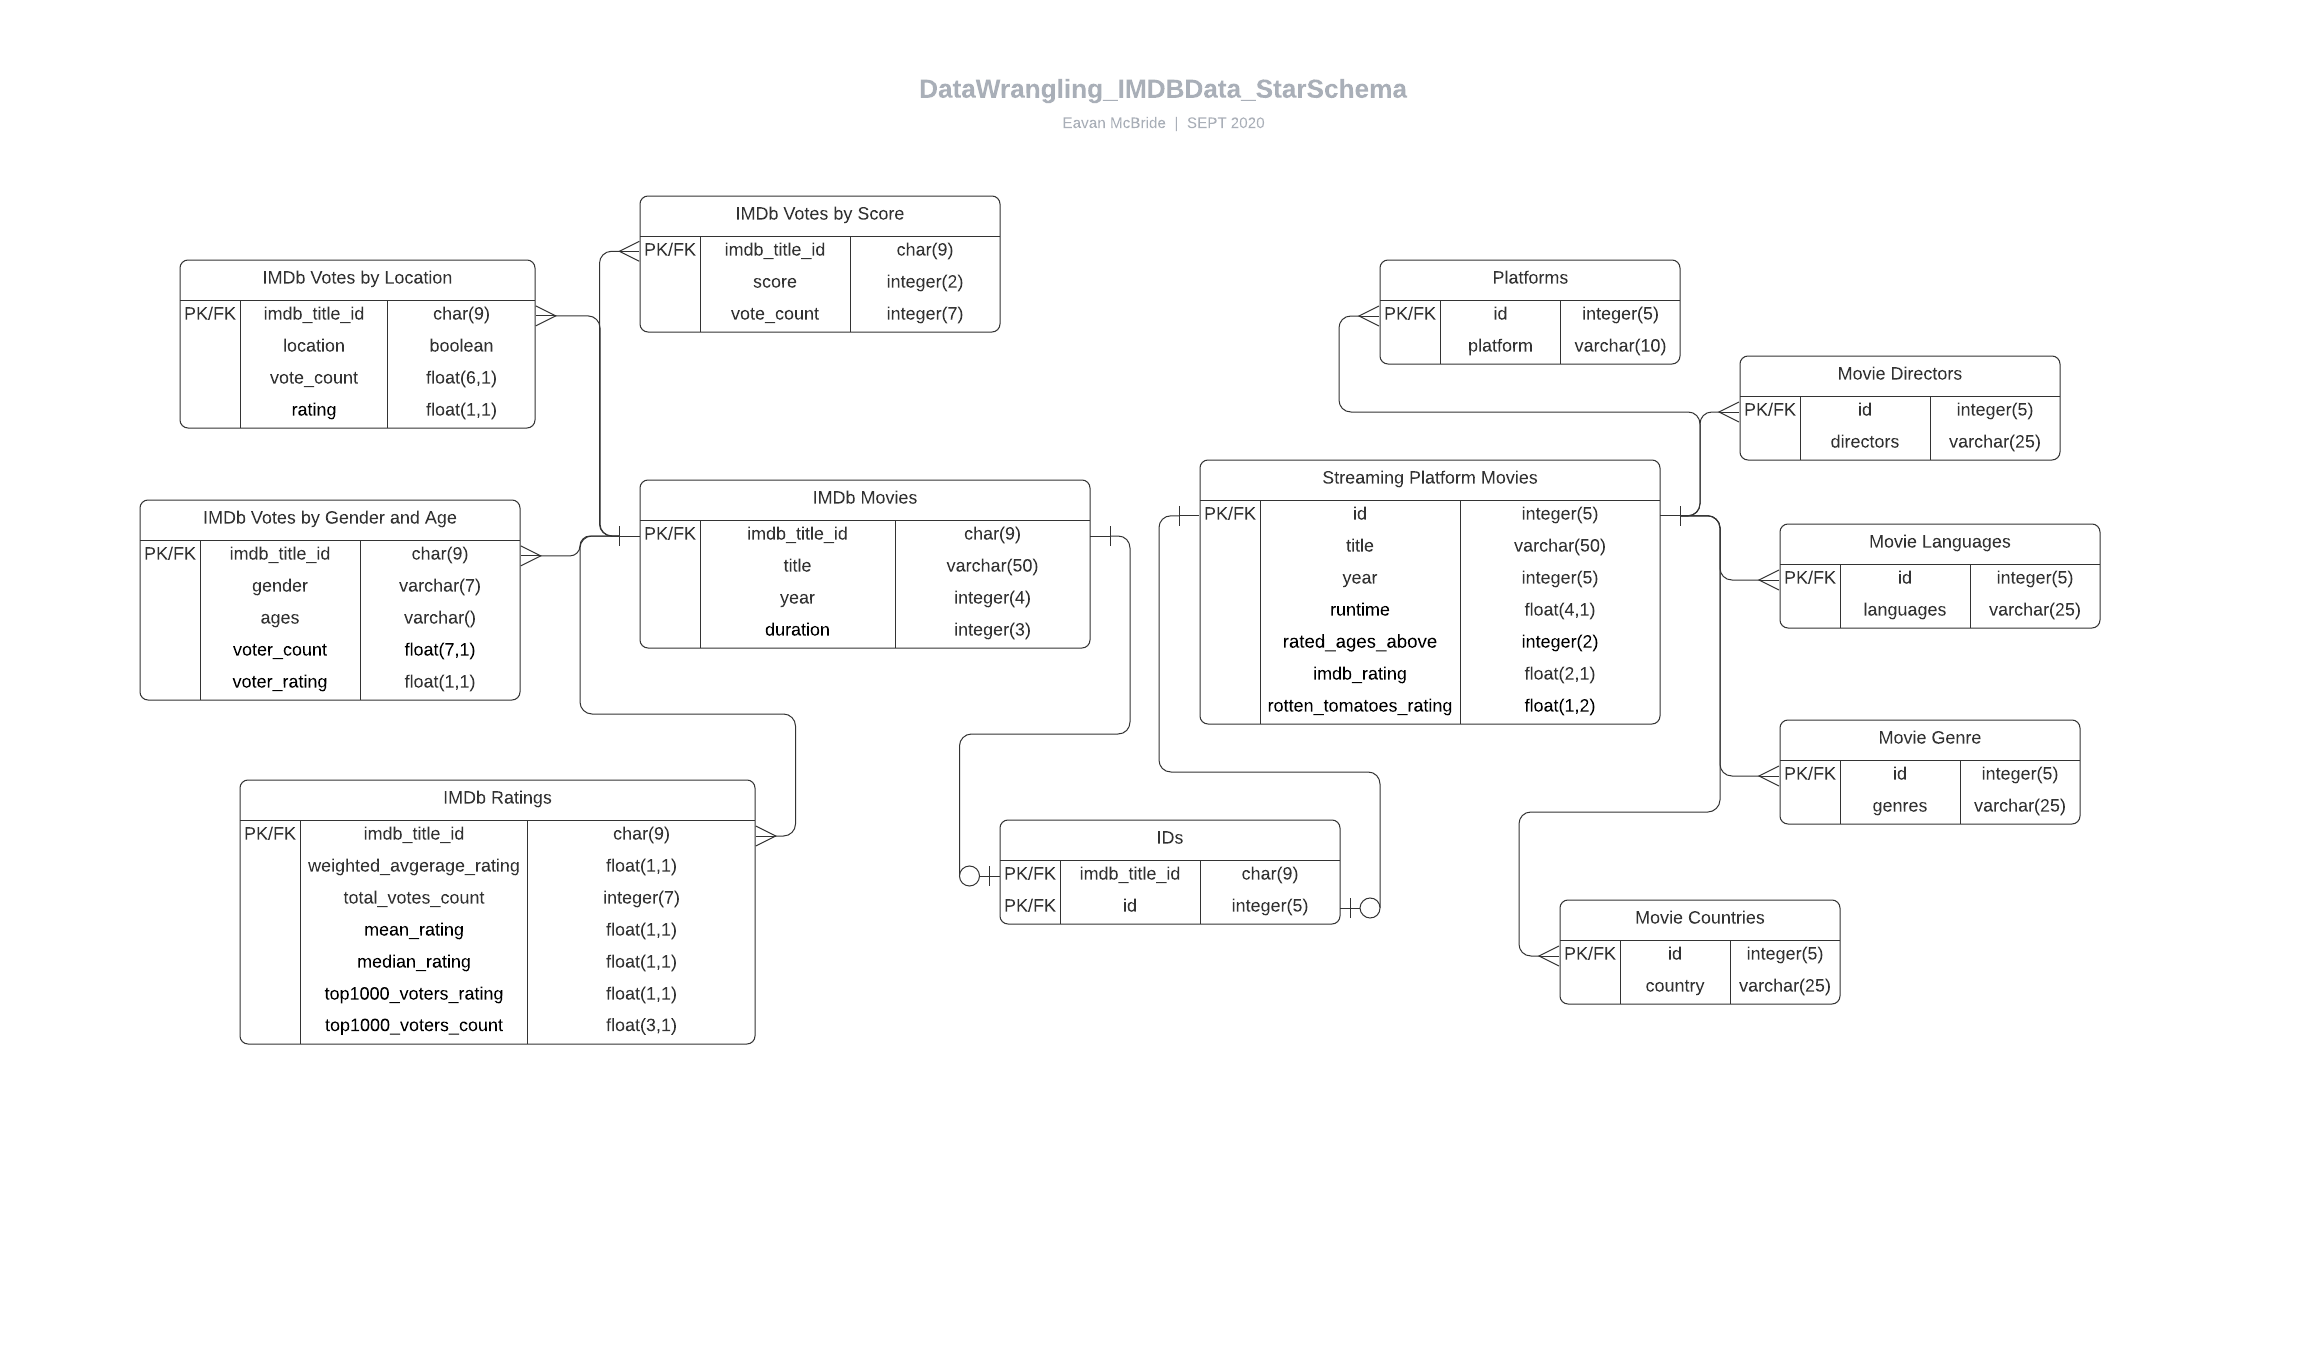 DataWrangling_IMDBData_StarSchema
Eavan McBride | SEPT 2020
IMDb Votes by Score
PK/FK imdb_title_id char(9)
score integer(2)
vote_count integer(7)
IMDb Votes by Location
PK/FK imdb_title_id char(9)
location boolean
vote_count float(6,1)
rating float(1,1)
Platforms
PK/FK id integer(5)
platform varchar(10)
Movie Directors
PK/FK id integer(5)
directors varchar(25)
IMDb Votes by Gender and Age
PK/FK imdb_title_id char(9)
gender varchar(7)
ages varchar()
voter_count float(7,1)
voter_rating float(1,1)
IMDb Movies
PK/FK imdb_title_id char(9)
title varchar(50)
year integer(4)
duration integer(3)
Streaming Platform Movies
PK/FK id integer(5)
title varchar(50)
year integer(5)
runtime float(4,1)
rated_ages_above integer(2)
imdb_rating float(2,1)
rotten_tomatoes_rating float(1,2)
Movie Languages
PK/FK id integer(5)
languages varchar(25)
Movie Genre
PK/FK id integer(5)
genres varchar(25)
IMDb Ratings
PK/FK imdb_title_id char(9)
weighted_avgerage_rating float(1,1)
total_votes_count integer(7)
mean_rating float(1,1)
median_rating float(1,1)
top1000_voters_rating float(1,1)
top1000_voters_count float(3,1)
IDs
PK/FK imdb_title_id char(9)
PK/FK id integer(5)
Movie Countries
PK/FK id integer(5)
country varchar(25)